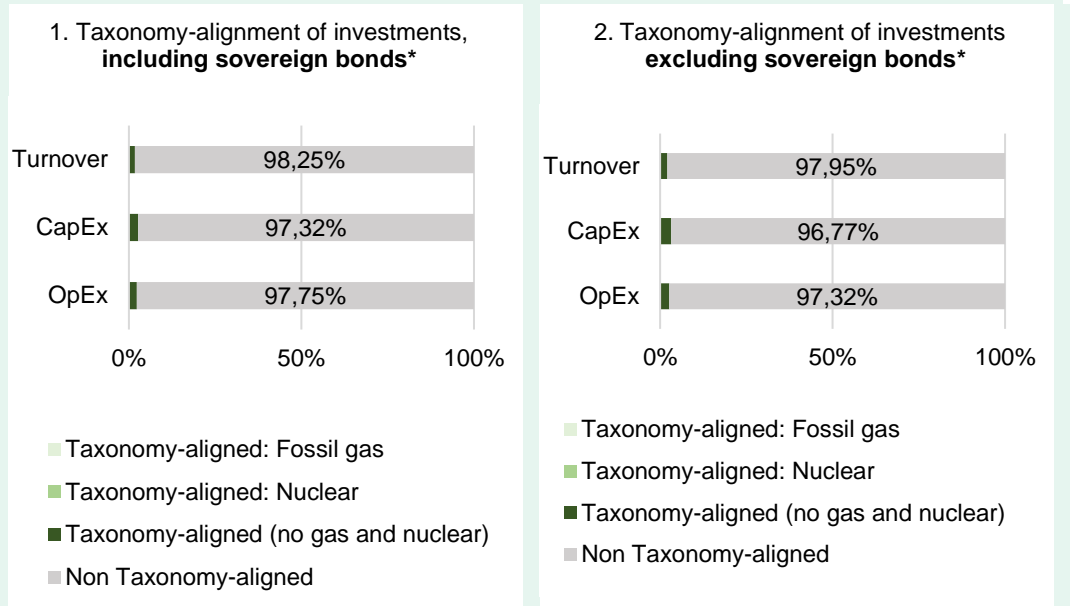 1. Taxonomy-alignment of investments,
including sovereign bonds*
Turnover
98,25%
CapEx
97,32%
OpEx
97,75%
0%
50%
100%
Taxonomy-aligned: Fossil gas
Taxonomy-aligned: Nuclear
Taxonomy-aligned (no gas and nuclear)
Non Taxonomy-aligned
2. Taxonomy-alignment of investments
excluding sovereign bonds*
Turnover
97,95%
CapEx
96,77%
OpEx
97,32%
0%
50%
100%
Taxonomy-aligned: Fossil gas
Taxonomy-aligned: Nuclear
Taxonomy-aligned (no gas and nuclear)
Non Taxonomy-aligned